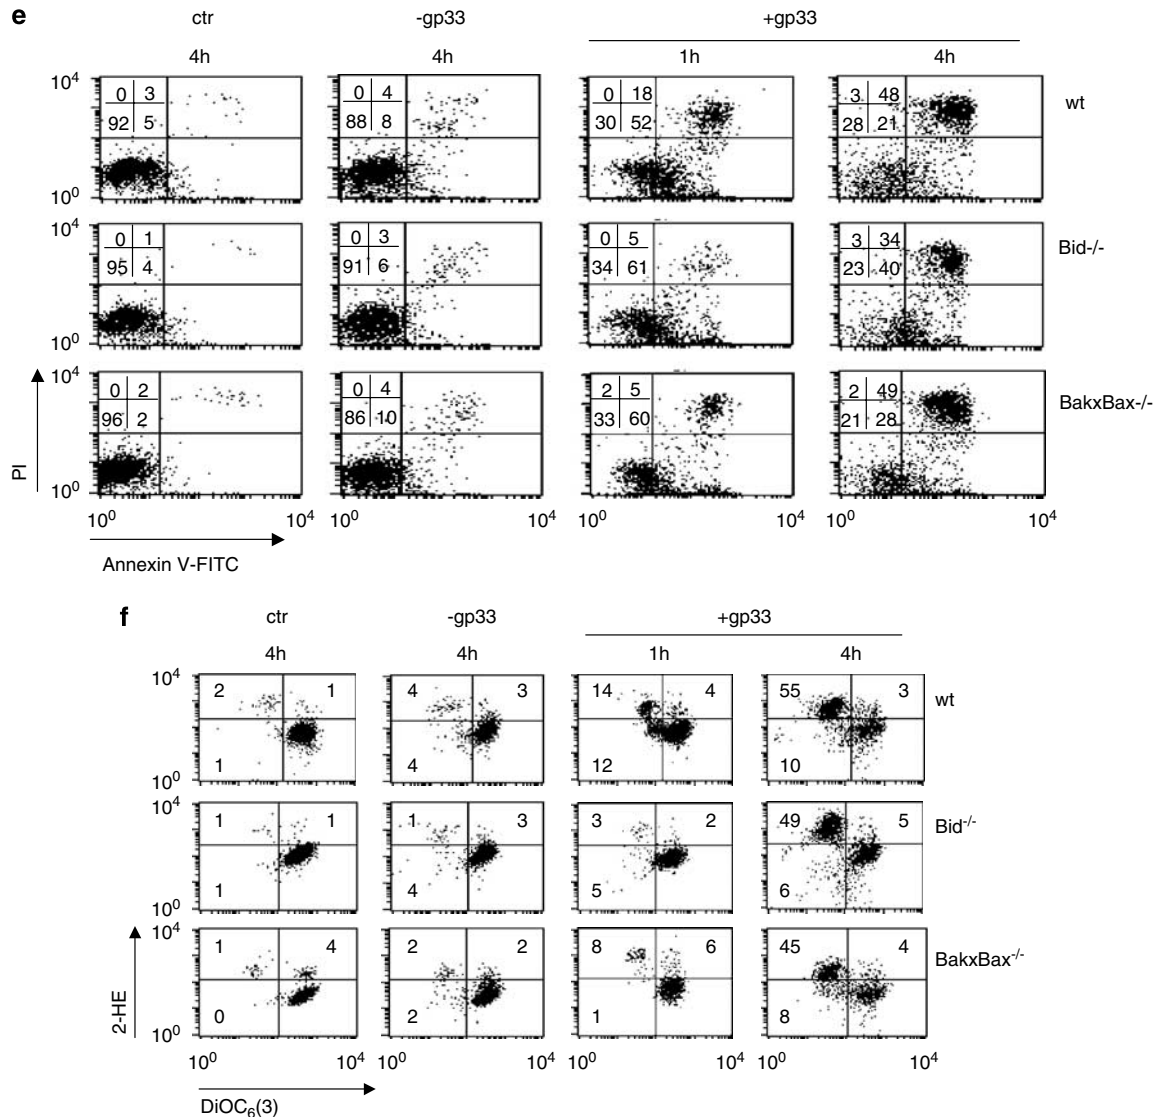 e
ctr -gp33 +gp33
4h 4h 1h 4h
10⁴
0 3 0 4 0 18 3 48
92 5 88 8 30 52 28 21
wt
10⁰
10⁴
0 1 0 3 0 5 3 34
95 4 91 6 34 61 23 40
Bid-/-
10⁰
10⁴
0 2 0 4 2 5 2 49
96 2 86 10 33 60 21 28
BakxBax-/-
PI
10⁰
10⁰ 10⁴ 10⁰ 10⁴ 10⁰ 10⁴ 10⁰ 10⁴
Annexin V-FITC
f
ctr -gp33 +gp33
4h 4h 1h 4h
10⁴
2 1 4 3 14 4 55 3
wt
1 4 12 10
10⁰
10⁴
1 1 1 3 3 2 49 5
Bid⁻/⁻
1 4 5 6
10⁰
10⁴
1 4 2 2 8 6 45 4
BakxBax⁻/⁻
0 2 1 8
2-HE
10⁰
10⁰ 10⁴ 10⁰ 10⁴ 10⁰ 10⁴ 10⁰ 10⁴
DiOC₆(3)